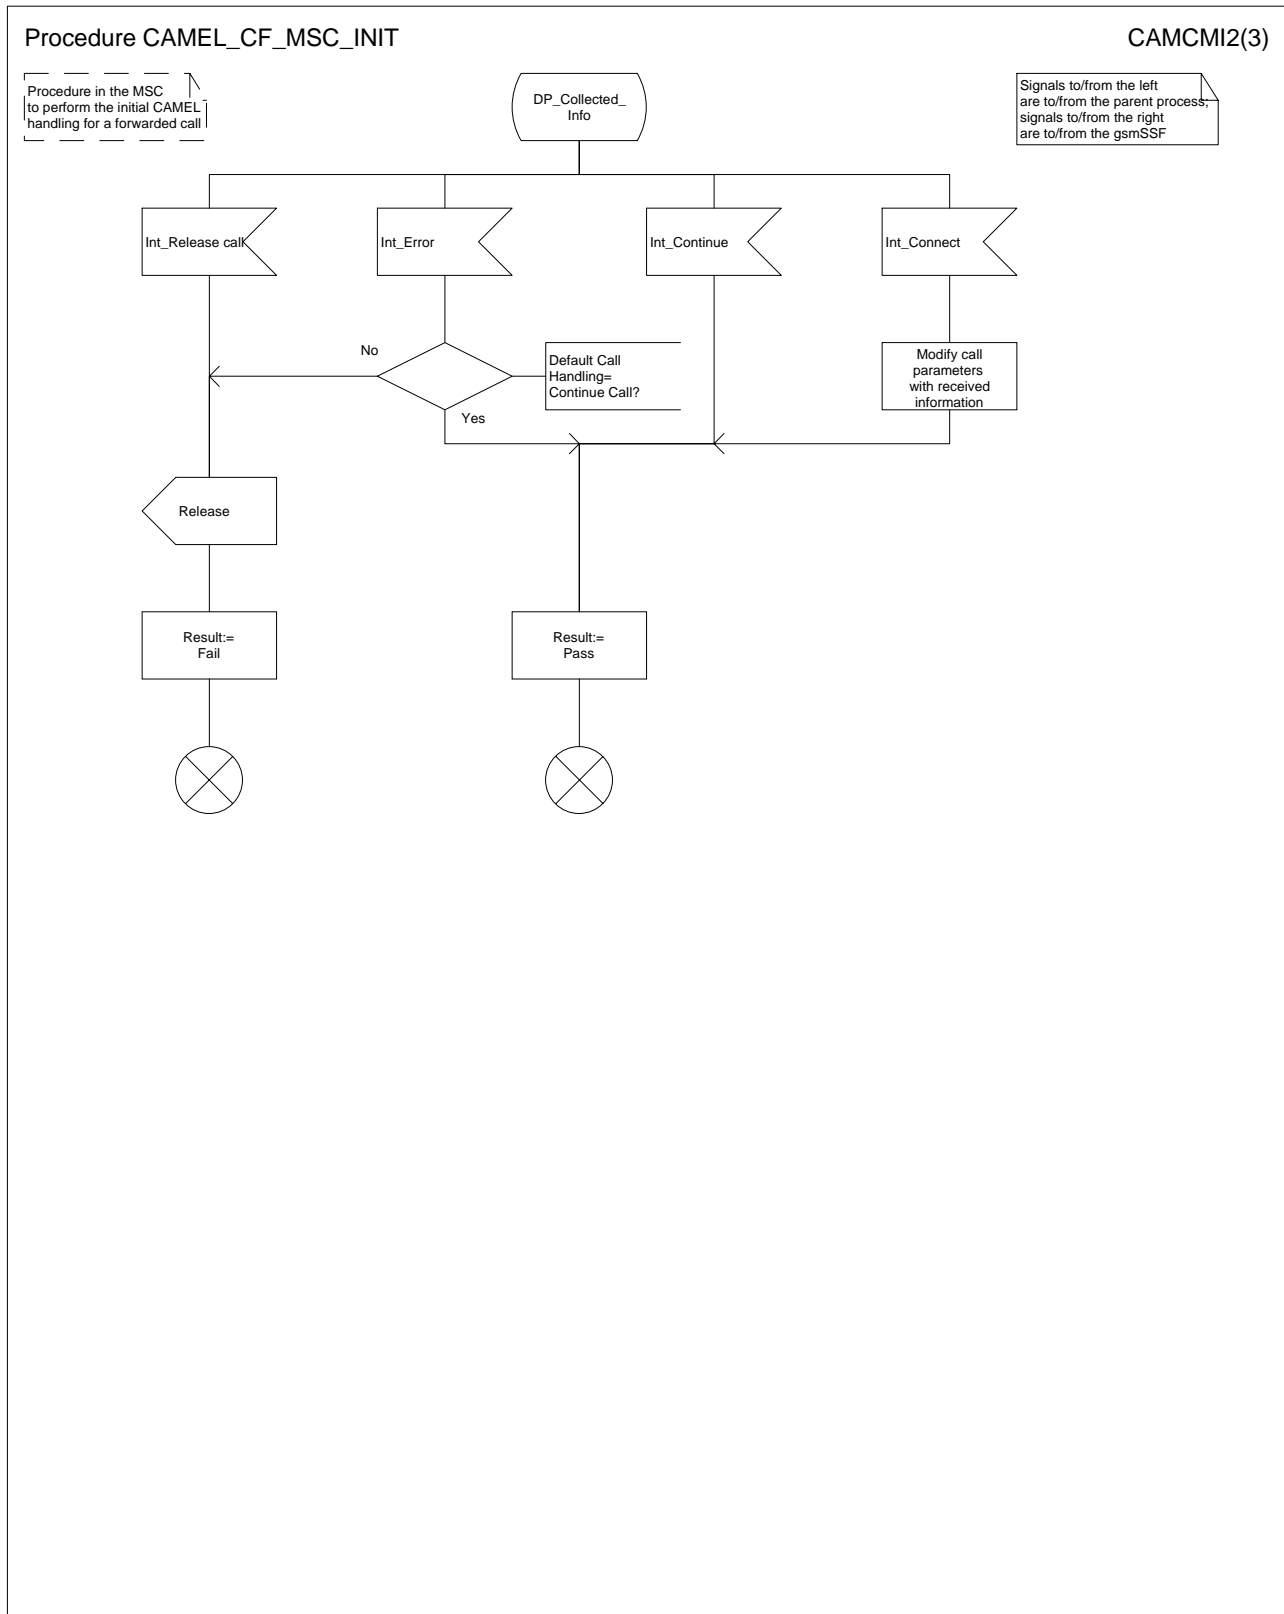 Procedure CAMEL_CF_MSC_INIT
CAMCMI2(3)
Procedure in the MSC
to perform the initial CAMEL
handling for a forwarded call
DP_Collected_
Info
Signals to/from the left
are to/from the parent process;
signals to/from the right
are to/from the gsmSSF
Int_Release call
Int_Error
Int_Continue
Int_Connect
No
Default Call
Handling=
Continue Call?
Modify call
parameters
with received
information
Yes
Release
Result:=
Fail
Result:=
Pass